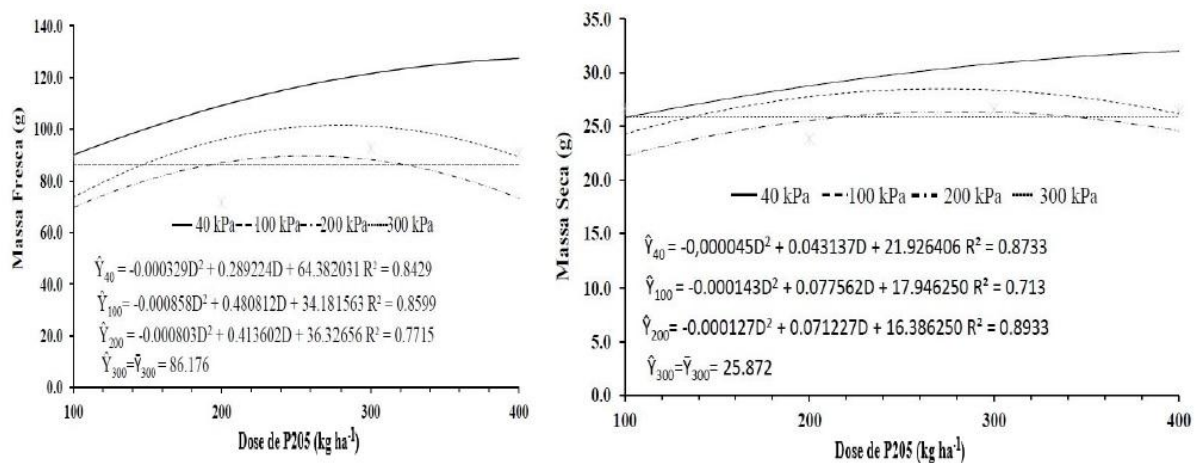 140.0
120.0
100.0
80.0
60.0
40.0
20.0
0.0
Massa Fresca (g)
40 kPa 100 kPa 200 kPa 300 kPa
Ŷ40 = -0.000329D² + 0.289224D + 64.382031 R² = 0.8429
Ŷ100= -0.000858D² + 0.480812D + 34.181563 R² = 0.8599
Ŷ200 = -0.000803D² + 0.413602D + 36.32656 R² = 0.7715
Ŷ300=Ȳ300 = 86.176
100 200 300 400
Dose de P205 (kg ha-¹)
35.0
30.0
25.0
20.0
15.0
10.0
5.0
0.0
Massa Seca (g)
40 kPa 100 kPa 200 kPa 300 kPa
Ŷ40 = -0,000045D² + 0.043137D + 21.926406 R² = 0.8733
Ŷ100 = -0.000143D² + 0.077562D + 17.946250 R² = 0.713
Ŷ200= -0.000127D² + 0.071227D + 16.386250 R² = 0.8933
Ŷ300=Ȳ300= 25.872
100 200 300 400
Dose de P205 (kg ha-¹)